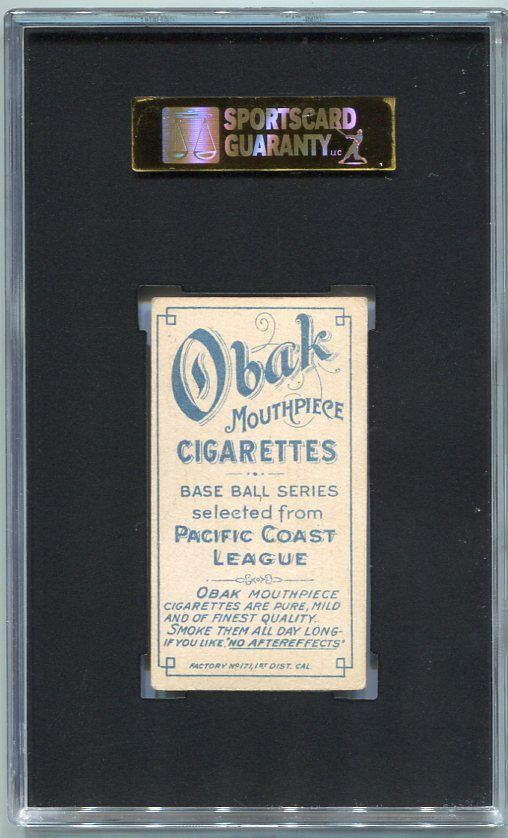 SPORTSCARD
GUARANTY LLC
Obak
MOUTHPIECE
CIGARETTES
BASE BALL SERIES
selected from
PACIFIC COAST
LEAGUE
OBAK MOUTHPIECE
CIGARETTES ARE PURE, MILD
AND OF FINEST QUALITY.
SMOKE THEM ALL DAY LONG-
IF YOU LIKE, "NO AFTEREFFECTS"
FACTORY Nº 171, 1ST DIST. CAL.